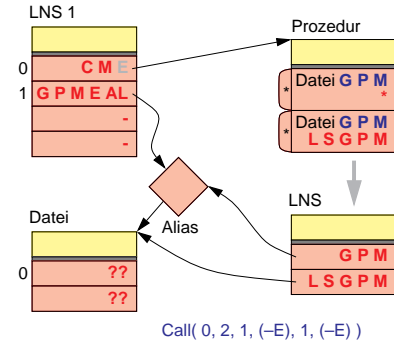 LNS 1
0 C M E
1 G P M E AL
-
-
Prozedur
* Datei G P M
*
* Datei G P M
L S G P M
Alias
Datei
0 ??
??
LNS
G P M
L S G P M
Call( 0, 2, 1, (–E), 1, (–E) )